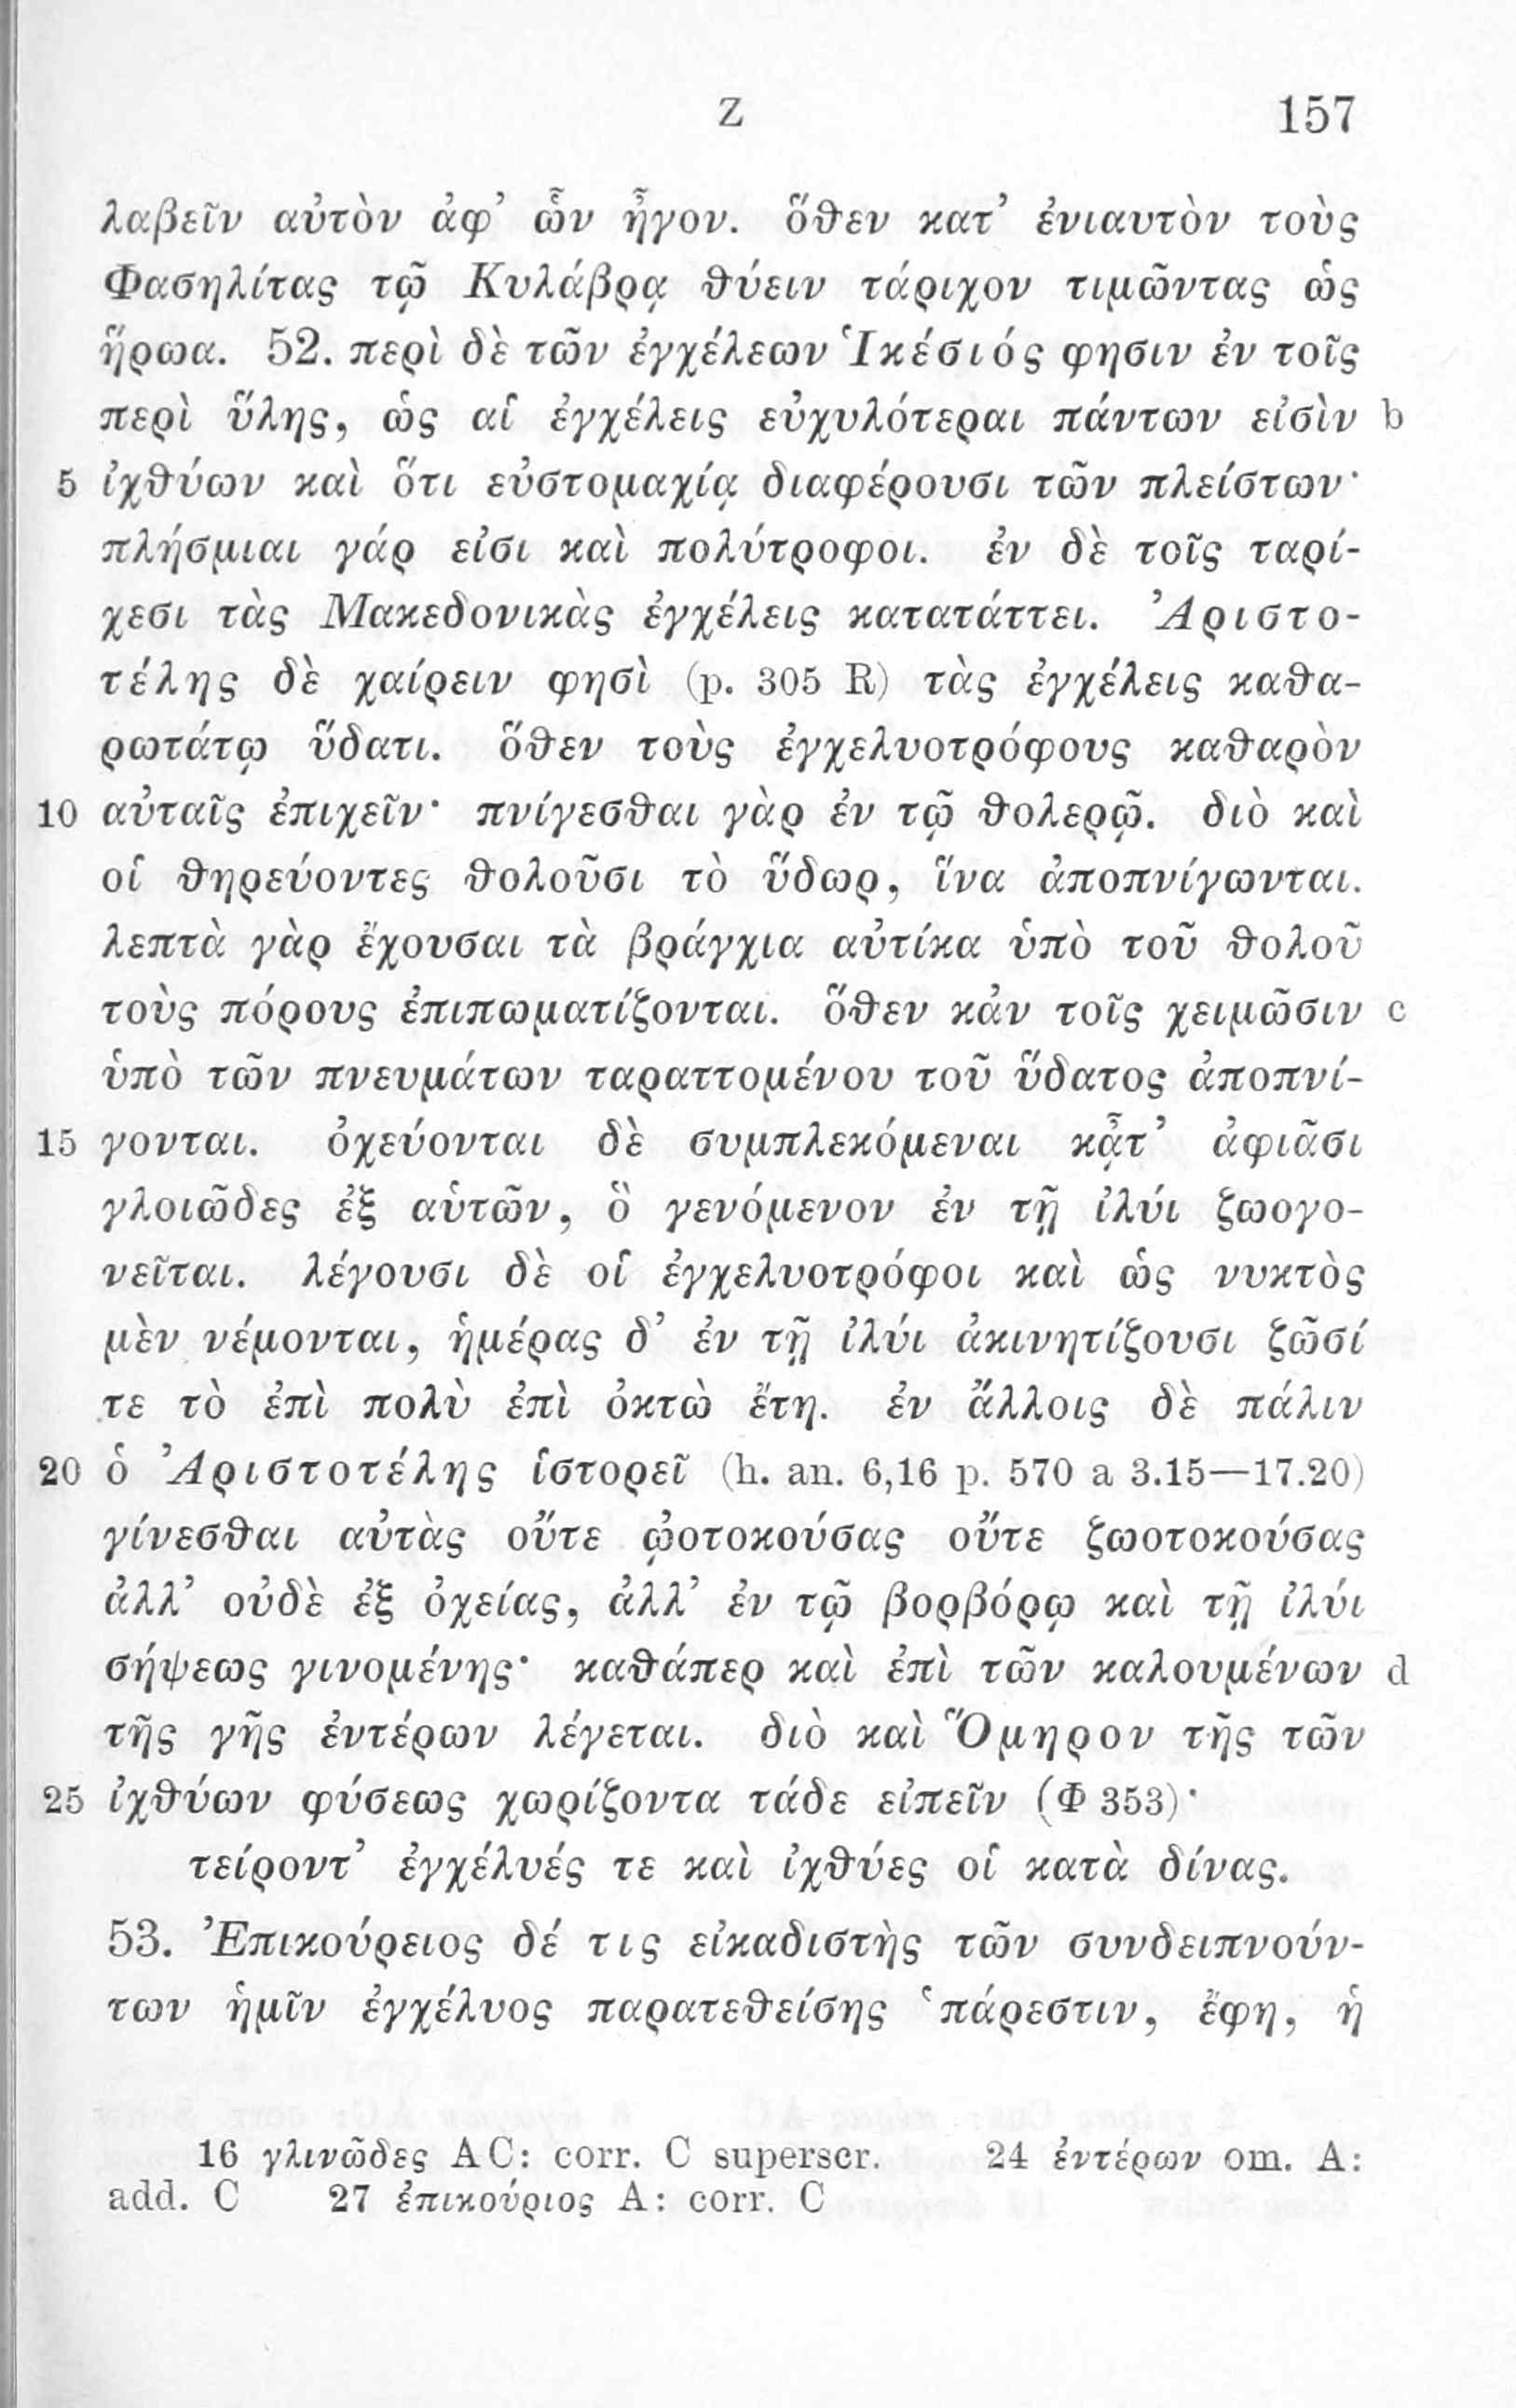 Z 157
λαβεῖν αὐτὸν ἀφ’ ὧν ἦγον. ὅθεν κατ’ ἐνιαυτὸν τοὺς
Φασηλίτας τῷ Κυλάβρᾳ θύειν τάριχον τιμῶντας ὡς
ἥρωα. 52. περὶ δὲ τῶν ἐγχέλεων Ἱκέσιός φησιν ἐν τοῖς
περὶ ὕλης, ὡς αἱ ἐγχέλεις εὐχυλότεραι πάντων εἰσὶν b
5 ἰχθύων καὶ ὅτι εὐστομαχίᾳ διαφέρουσι τῶν πλείστων·
πλήσμιαι γάρ εἰσι καὶ πολύτροφοι. ἐν δὲ τοῖς ταρί-
χεσι τὰς Μακεδονικὰς ἐγχέλεις κατατάττει. Ἀριστο-
τέλης δὲ χαίρειν φησὶ (p. 305 R) τὰς ἐγχέλεις καθα-
ρωτάτῳ ὕδατι. ὅθεν τοὺς ἐγχελυοτρόφους καθαρὸν
10 αὐταῖς ἐπιχεῖν· πνίγεσθαι γὰρ ἐν τῷ θολερῷ. διὸ καὶ
οἱ θηρεύοντες θολοῦσι τὸ ὕδωρ, ἵνα ἀποπνίγωνται.
λεπτὰ γὰρ ἔχουσαι τὰ βράγχια αὐτίκα ὑπὸ τοῦ θολοῦ
τοὺς πόρους ἐπιπωματίζονται. ὅθεν κἀν τοῖς χειμῶσιν c
ὑπὸ τῶν πνευμάτων ταραττομένου τοῦ ὕδατος ἀποπνί-
15 γονται. ὀχεύονται δὲ συμπλεκόμεναι κᾆτ’ ἀφιᾶσι
γλοιῶδες ἐξ αὑτῶν, ὃ γενόμενον ἐν τῇ ἰλύι ζωογο-
νεῖται. λέγουσι δὲ οἱ ἐγχελυοτρόφοι καὶ ὡς νυκτὸς
μὲν νέμονται, ἡμέρας δ’ ἐν τῇ ἰλύι ἀκινητίζουσι ζῶσί
τε τὸ ἐπὶ πολὺ ἐπὶ ὀκτὼ ἔτη. ἐν ἄλλοις δὲ πάλιν
20 ὁ Ἀριστοτέλης ἱστορεῖ (h. an. 6,16 p. 570 a 3.15—17.20)
γίνεσθαι αὐτὰς οὔτε ᾠοτοκούσας οὔτε ζωοτοκούσας
ἀλλ’ οὐδὲ ἐξ ὀχείας, ἀλλ’ ἐν τῷ βορβόρῳ καὶ τῇ ἰλύι
σήψεως γινομένης· καθάπερ καὶ ἐπὶ τῶν καλουμένων d
τῆς γῆς ἐντέρων λέγεται. διὸ καὶ Ὅμηρον τῆς τῶν
25 ἰχθύων φύσεως χωρίζοντα τάδε εἰπεῖν (Φ 353)·
τείροντ’ ἐγχέλυές τε καὶ ἰχθύες οἱ κατὰ δίνας.
53. Ἐπικούρειος δέ τις εἰκαδιστὴς τῶν συνδειπνούν-
των ἡμῖν ἐγχέλυος παρατεθείσης ‘πάρεστιν, ἔφη, ἡ
16 γλινῶδες AC: corr. C superscr. 24 ἐντέρων om. A:
add. C 27 ἐπικούριος A: corr. C